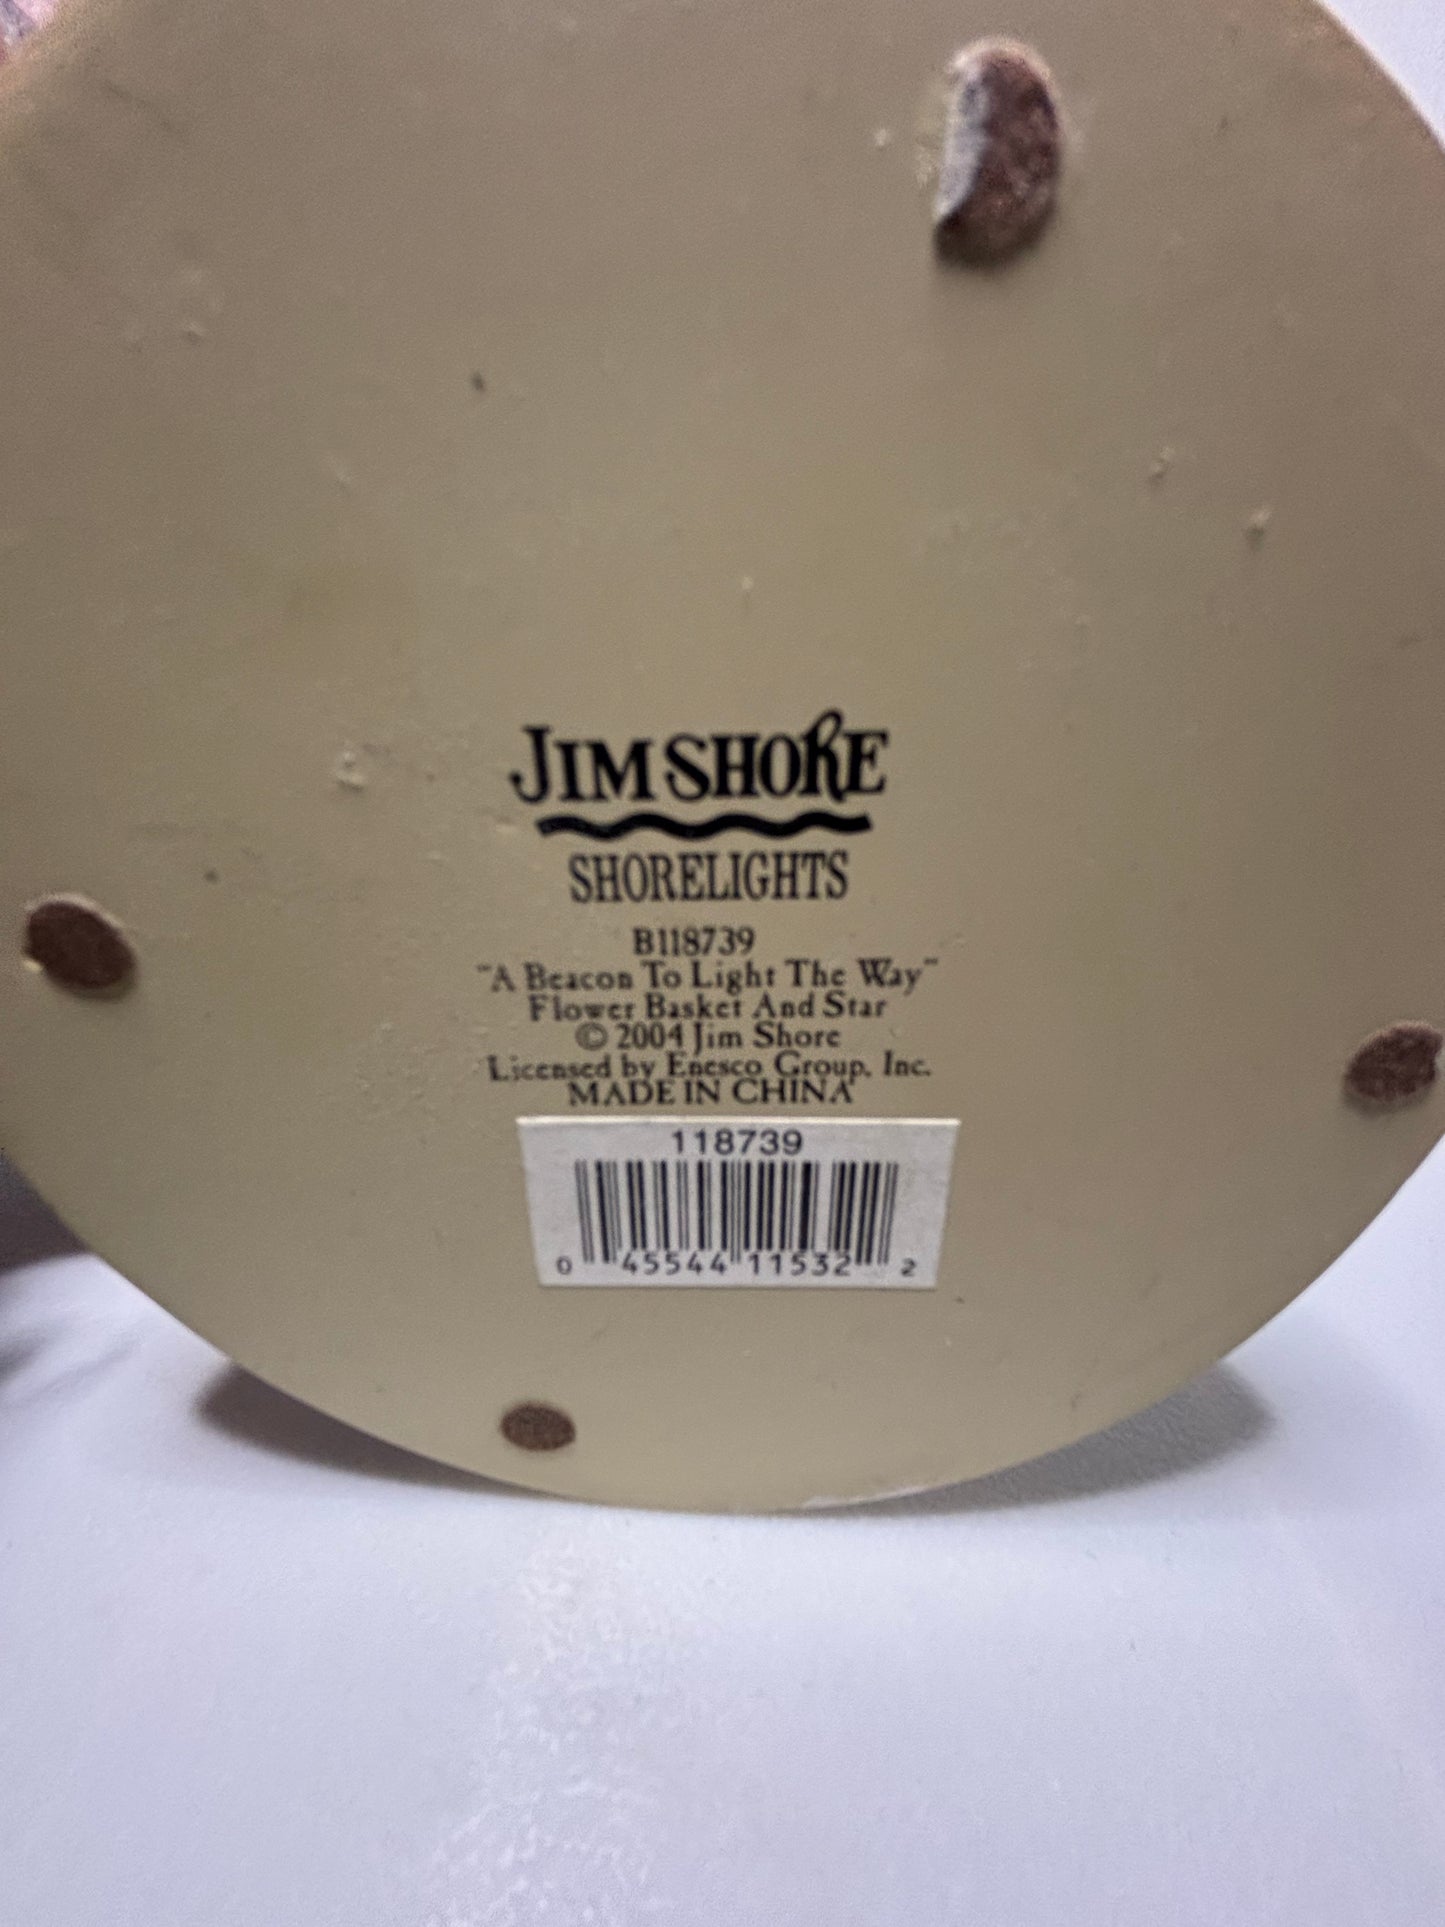 JIM SHORE
SHORELIGHTS
B118739
"A Beacon To Light The Way"
Flower Basket And Star
© 2004 Jim Shore
Licensed by Enesco Group, Inc.
MADE IN CHINA
118739
0 45544 11532 2